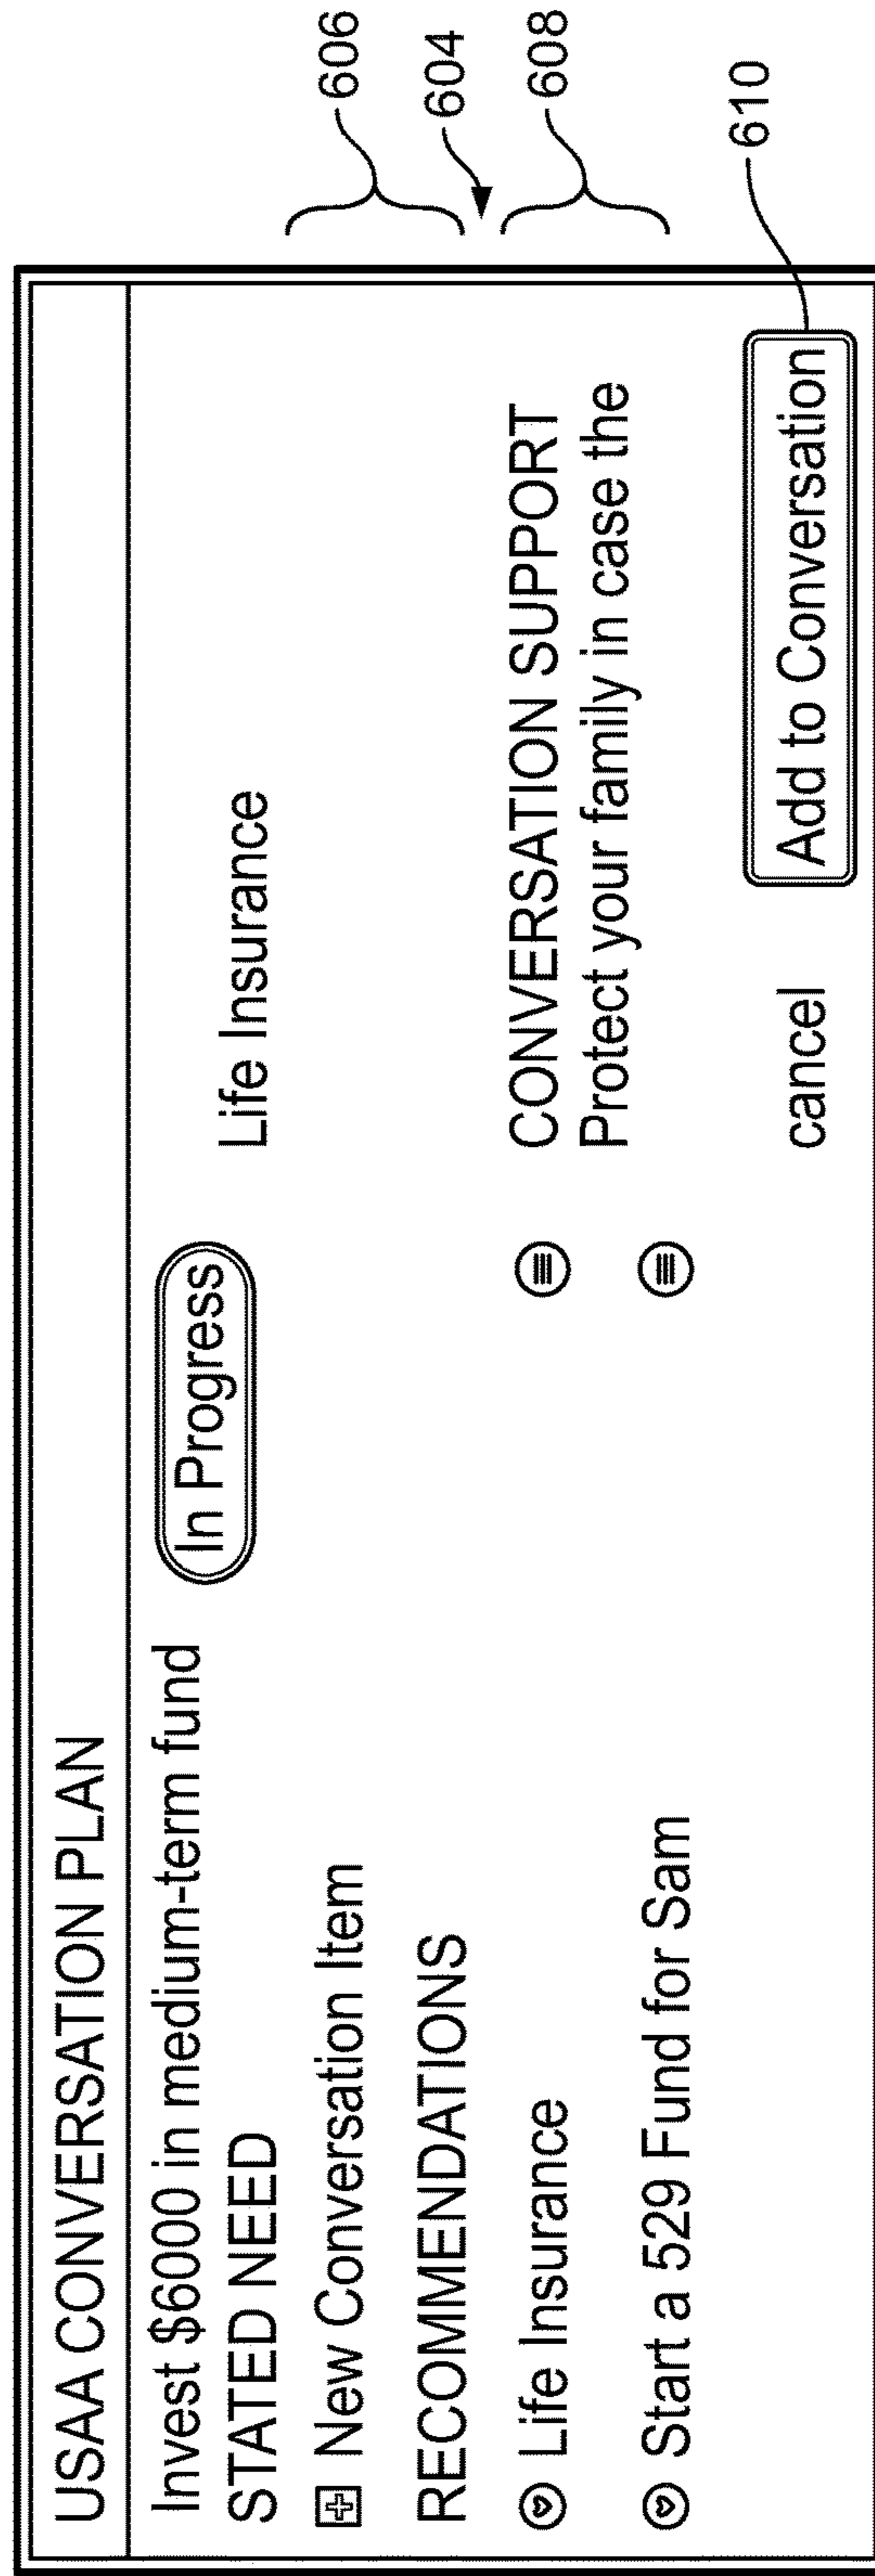 USAA CONVERSATION PLAN
Invest $6000 in medium-term fund
In Progress
STATED NEED
New Conversation Item
RECOMMENDATIONS
Life Insurance
Start a 529 Fund for Sam
Life Insurance
CONVERSATION SUPPORT
Protect your family in case the
cancel
Add to Conversation
606
604
608
610